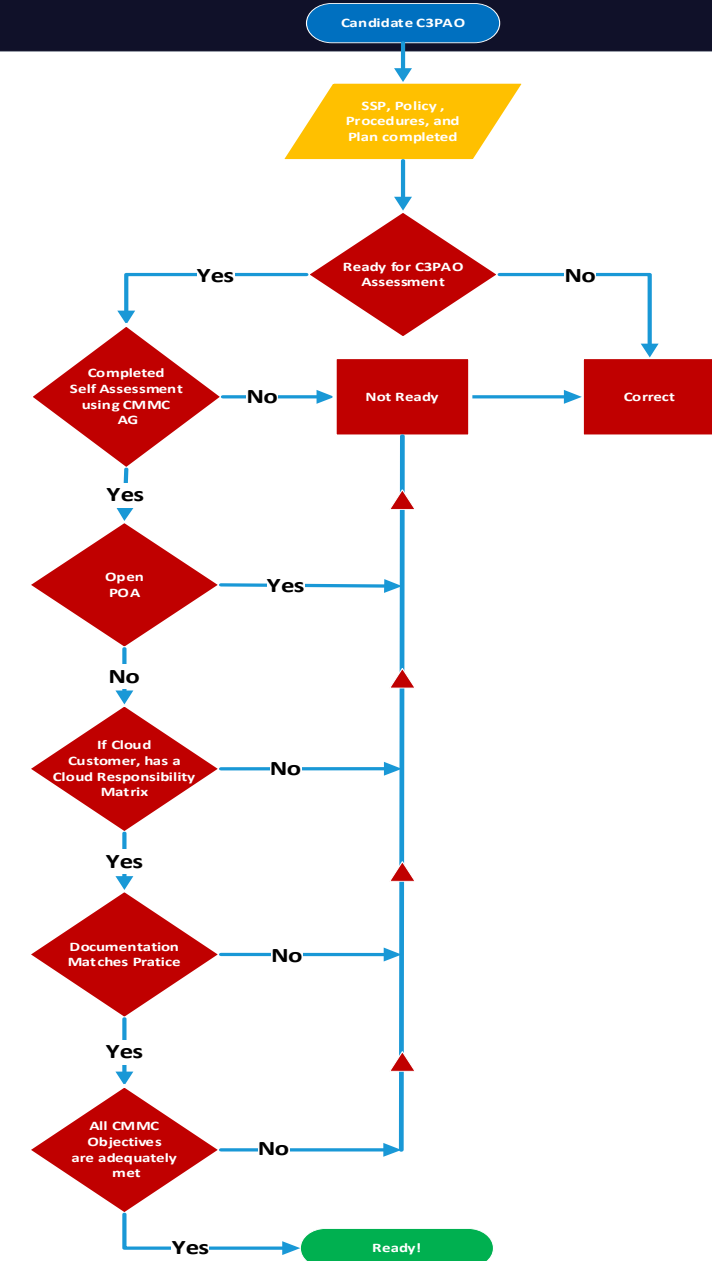 Candidate C3PAO
SSP, Policy ,
Procedures, and
Plan completed
Ready for C3PAO
Assessment
Yes
No
Completed
Self Assessment
using CMMC
AG
No
Not Ready
Correct
Yes
Open
POA
Yes
No
If Cloud
Customer, has a
Cloud Responsibility
Matrix
No
Yes
Documentation
Matches Pratice
No
Yes
All CMMC
Objectives
are adequately
met
No
Yes
Ready!